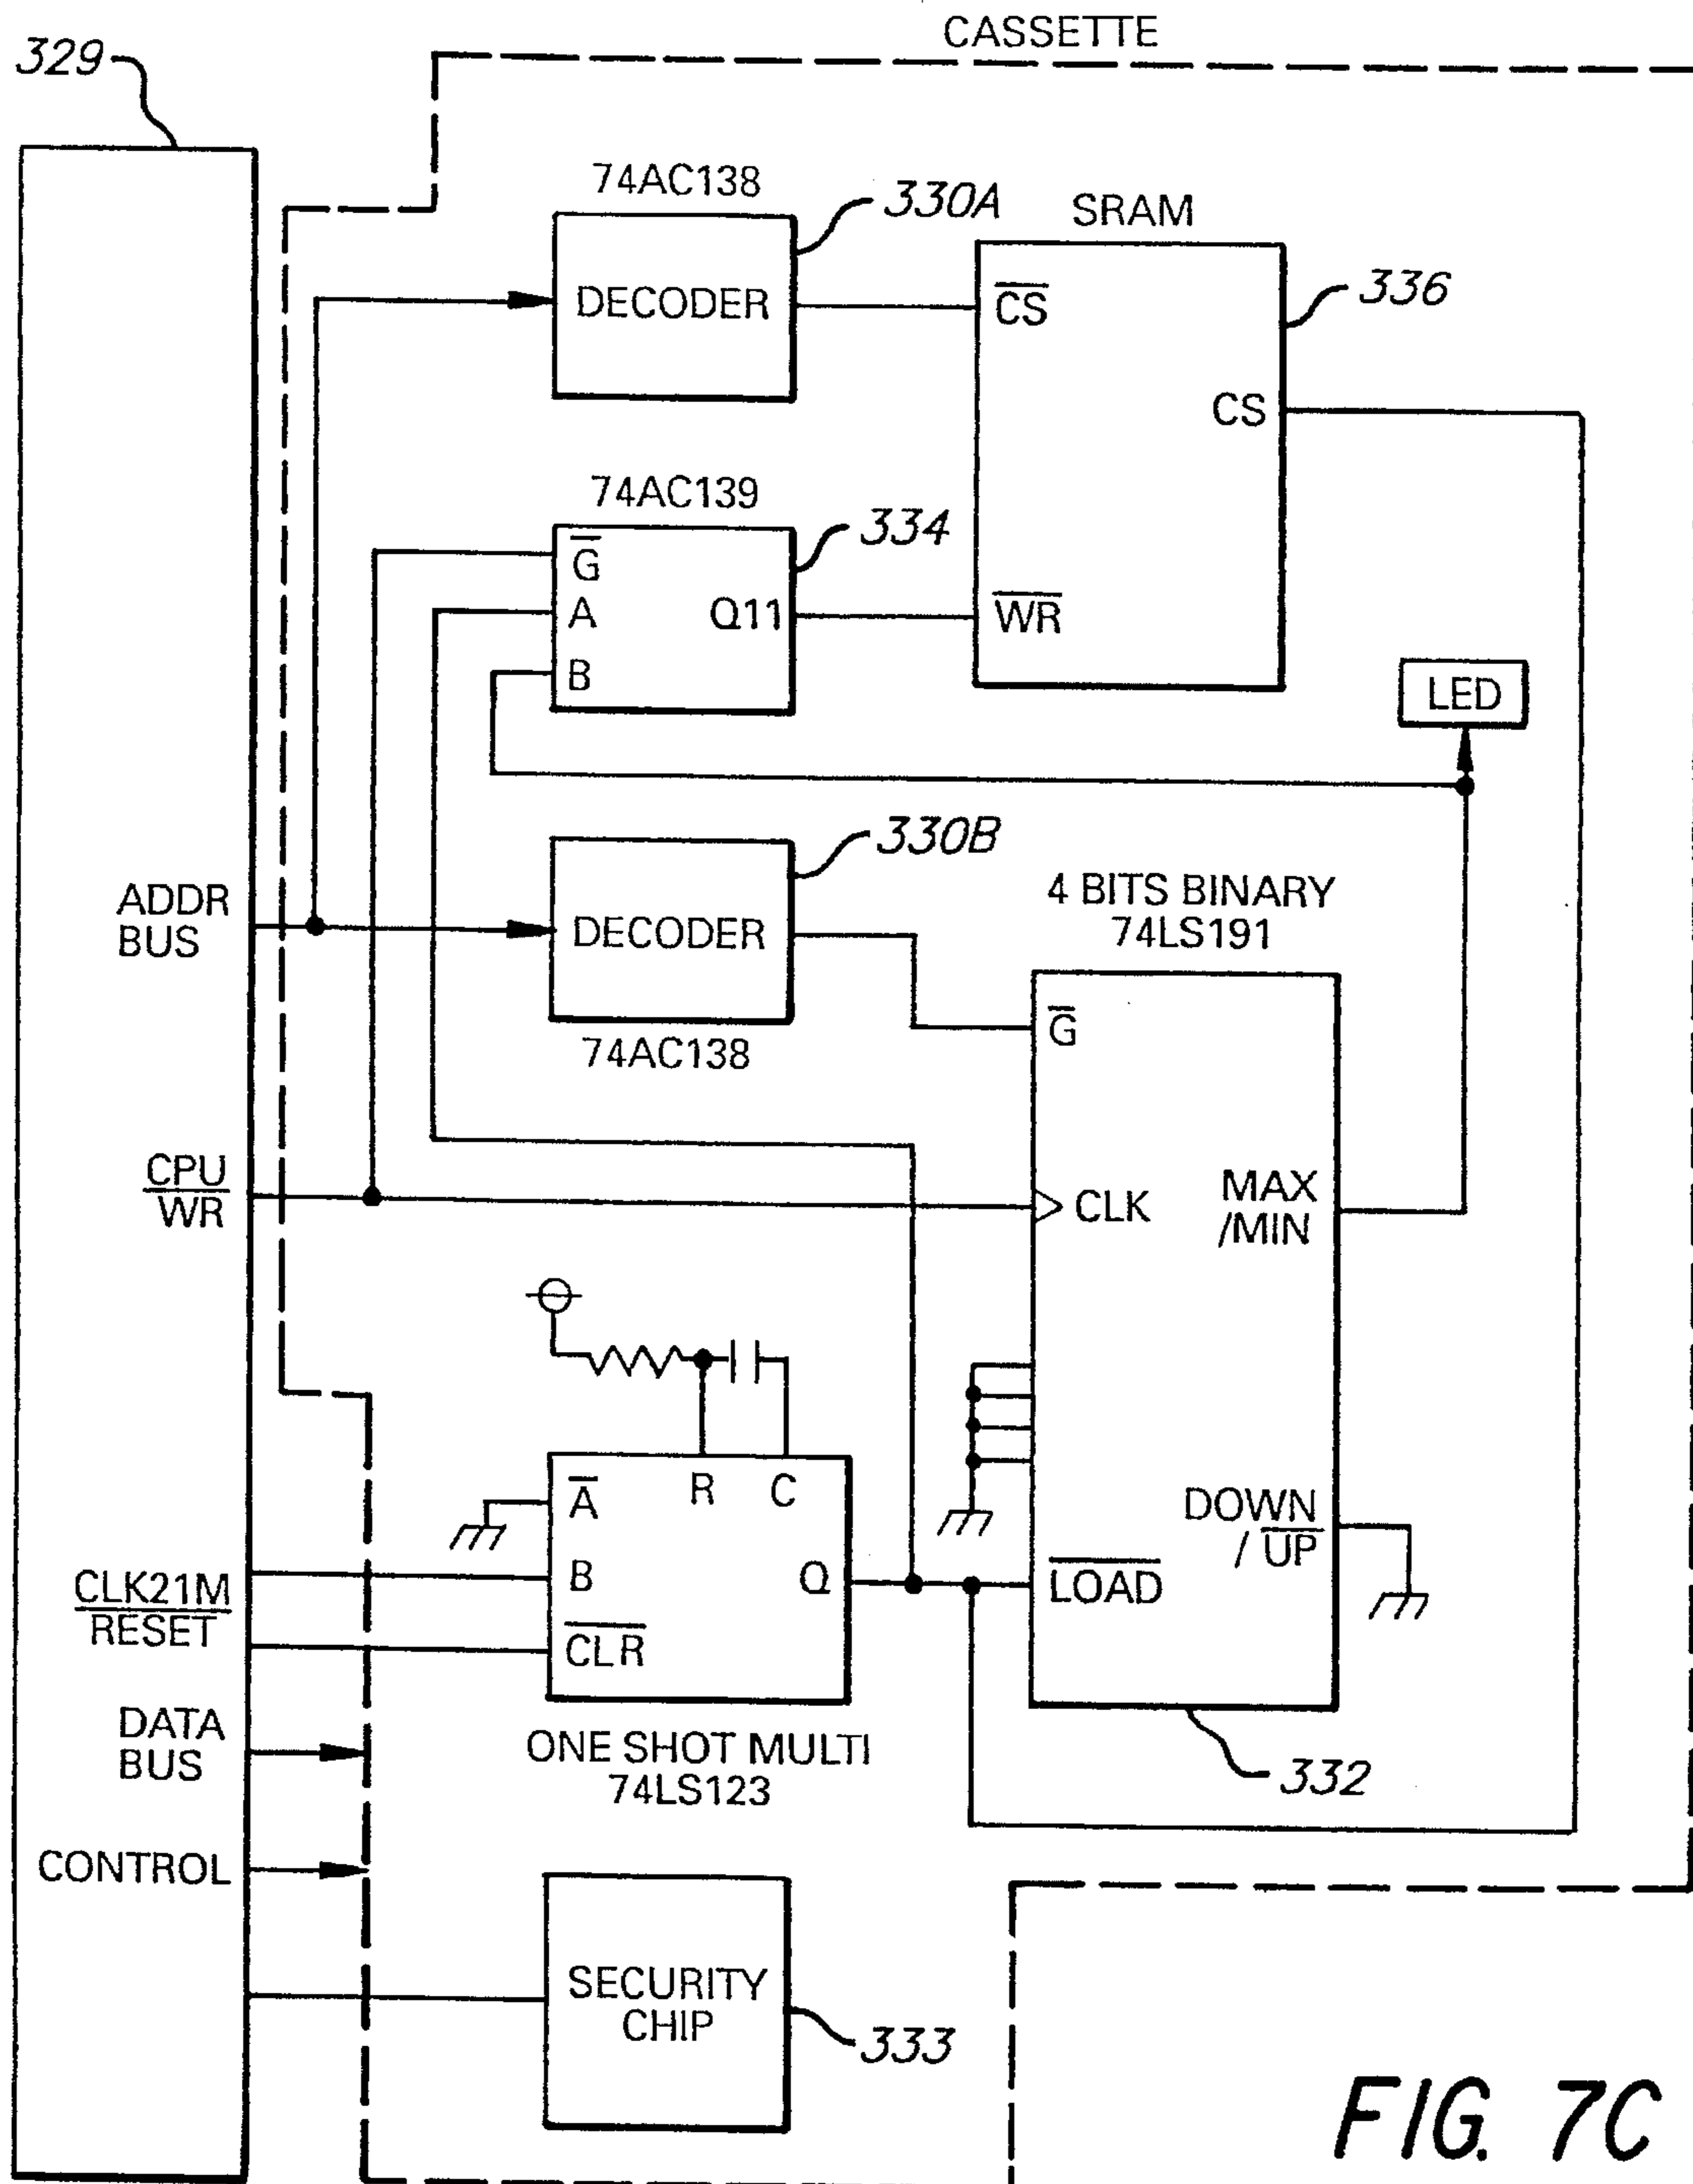 CASSETTE
329
74AC138
330A
SRAM
DECODER
CS
336
CS
74AC139
334
G
A
Q11
WR
B
LED
330B
ADDR
BUS
DECODER
4 BITS BINARY
74LS191
G
74AC138
CPU
WR
CLK
MAX
/MIN
A
R
C
DOWN
/ UP
CLK21M
RESET
B
Q
LOAD
CLR
DATA
BUS
ONE SHOT MULTI
74LS123
332
CONTROL
SECURITY
CHIP
333
FIG. 7C